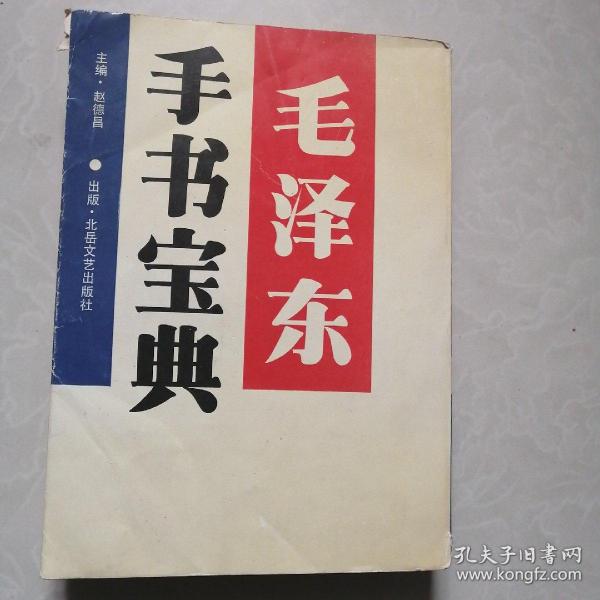 毛泽东
手书宝典
主编·赵德昌
出版·北岳文艺出版社
孔夫子旧书网
www.kongfz.com